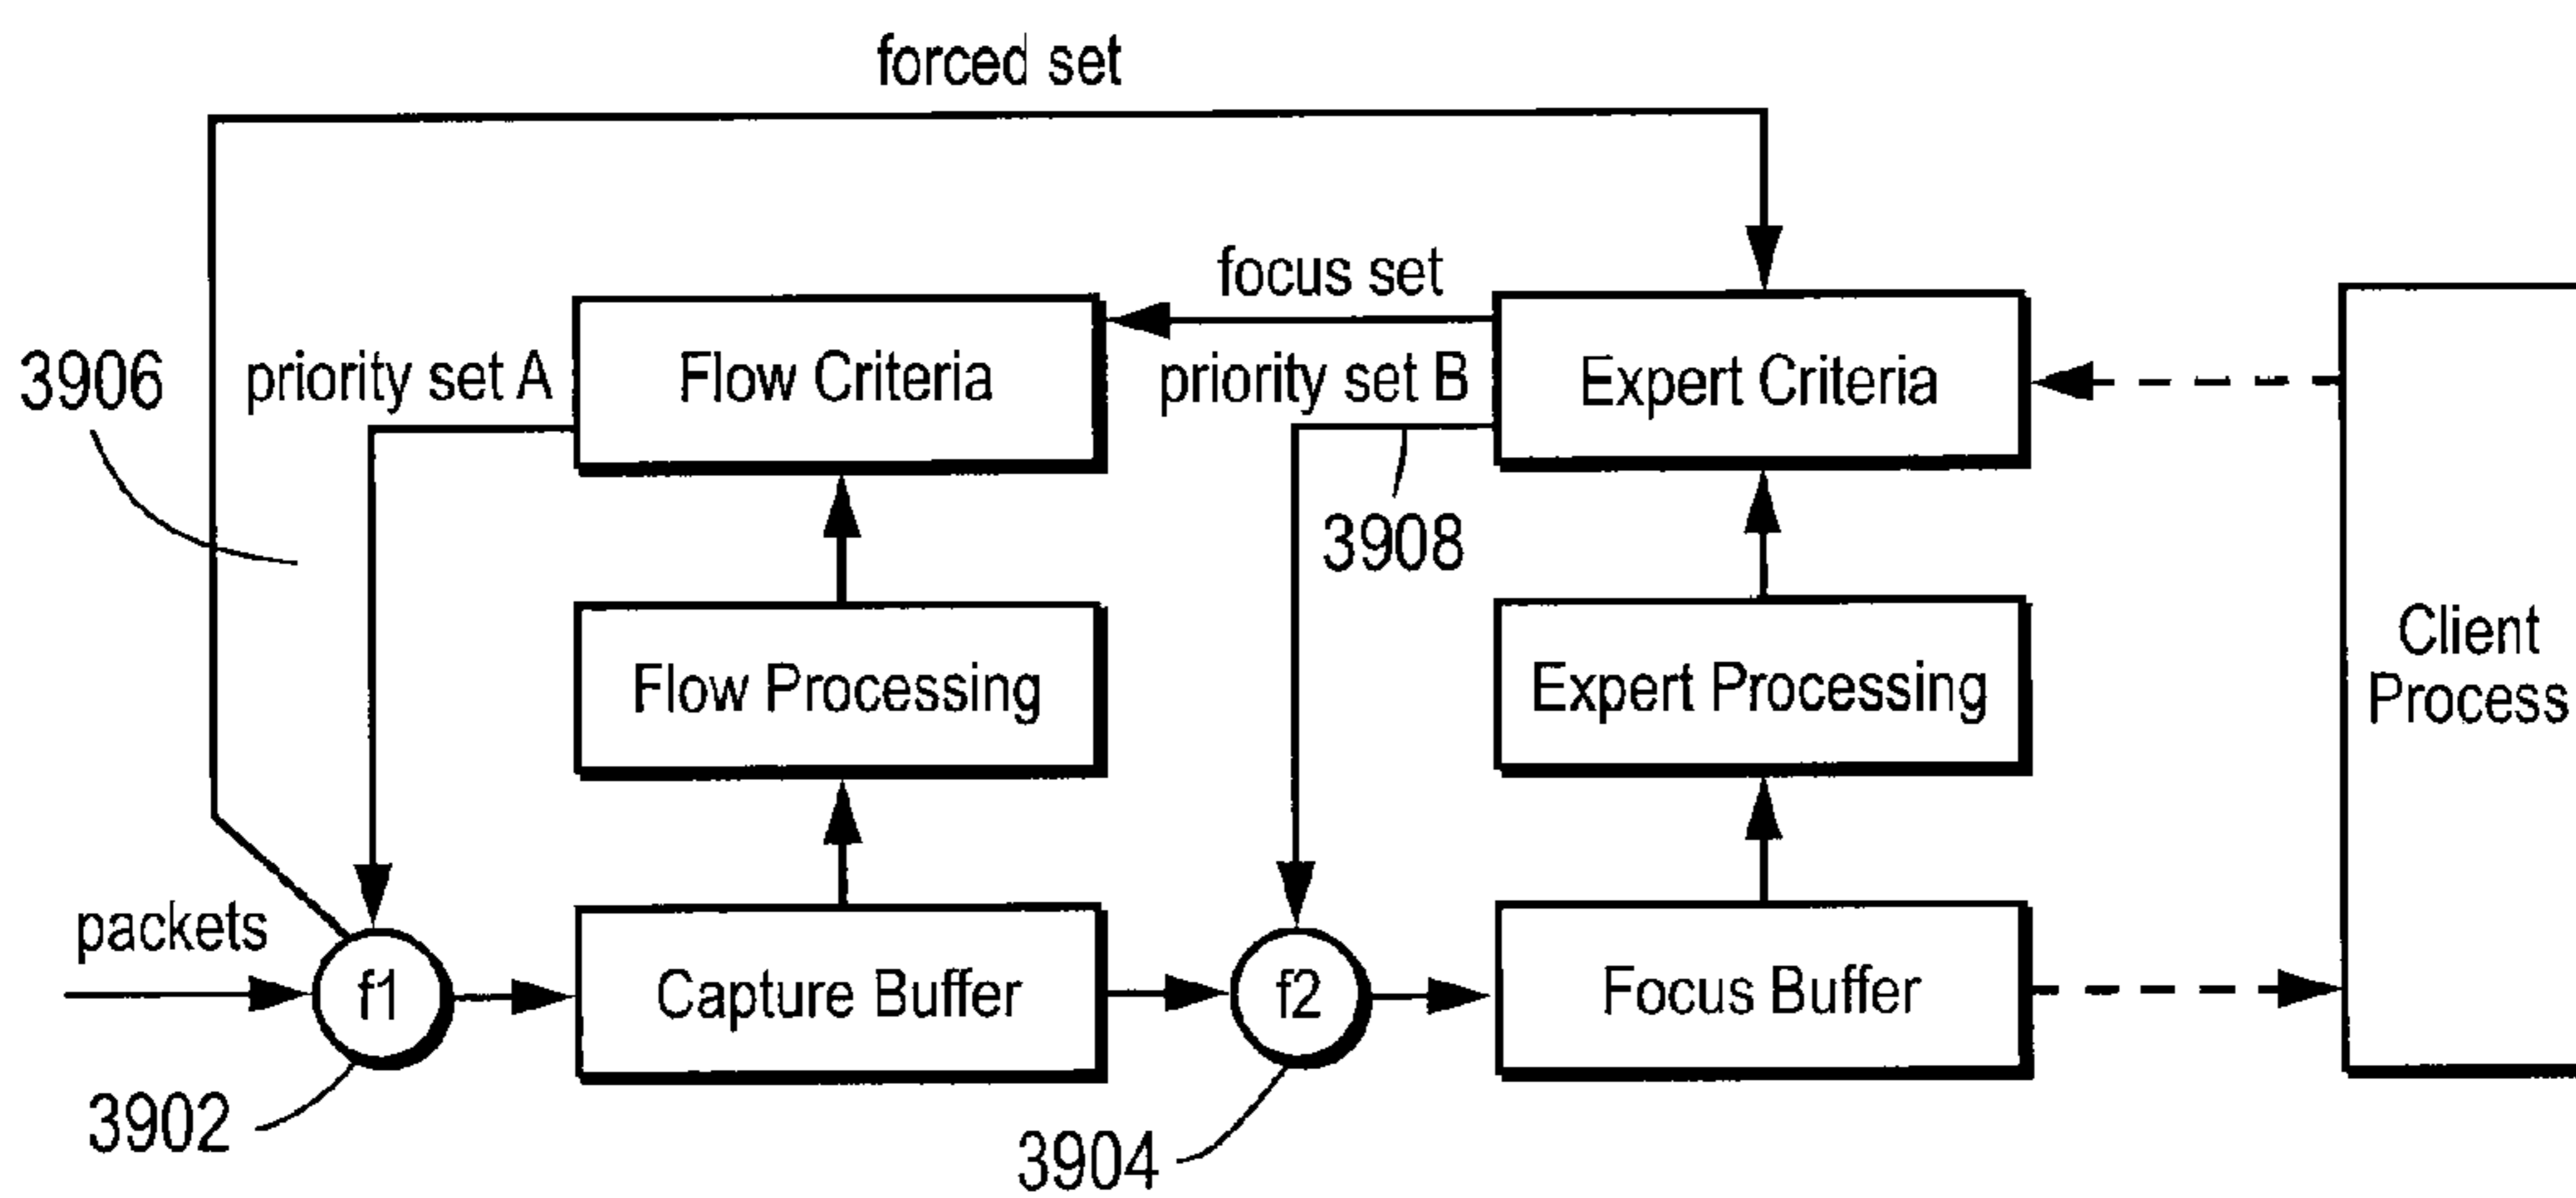 forced set
focus set
3906
priority set A
Flow Criteria
priority set B
Expert Criteria
3908
Flow Processing
Expert Processing
Client
Process
packets
f1
Capture Buffer
f2
Focus Buffer
3902
3904